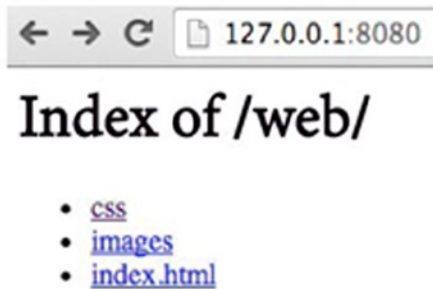 127.0.0.1:8080
Index of /web/
css
images
index.html